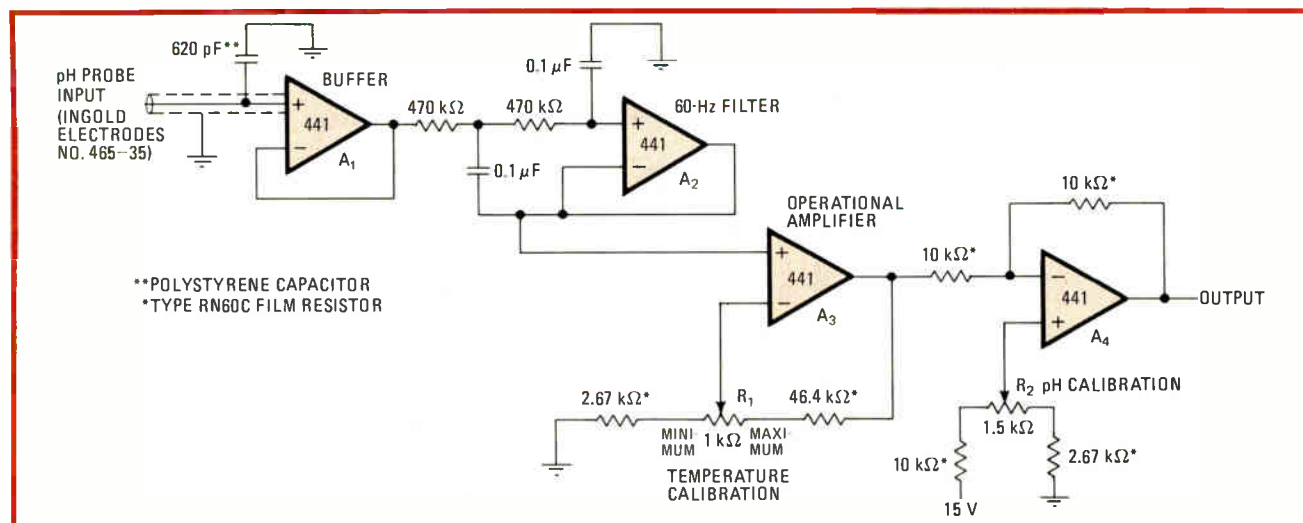 620 pF**
pH PROBE
INPUT
(INGOLD
ELECTRODES
NO. 465–35)
BUFFER
+
441
−
A1
470 kΩ
470 kΩ
0.1 µF
0.1 µF
60-Hz FILTER
+
441
−
A2
OPERATIONAL
AMPLIFIER
+
441
−
A3
10 kΩ*
10 kΩ*
−
441
+
A4
OUTPUT
**POLYSTYRENE CAPACITOR
*TYPE RN60C FILM RESISTOR
2.67 kΩ*
R1
46.4 kΩ*
MINI-
MUM
1 kΩ
MAXI-
MUM
TEMPERATURE
CALIBRATION
R2 pH CALIBRATION
1.5 kΩ
10 kΩ*
2.67 kΩ*
15 V